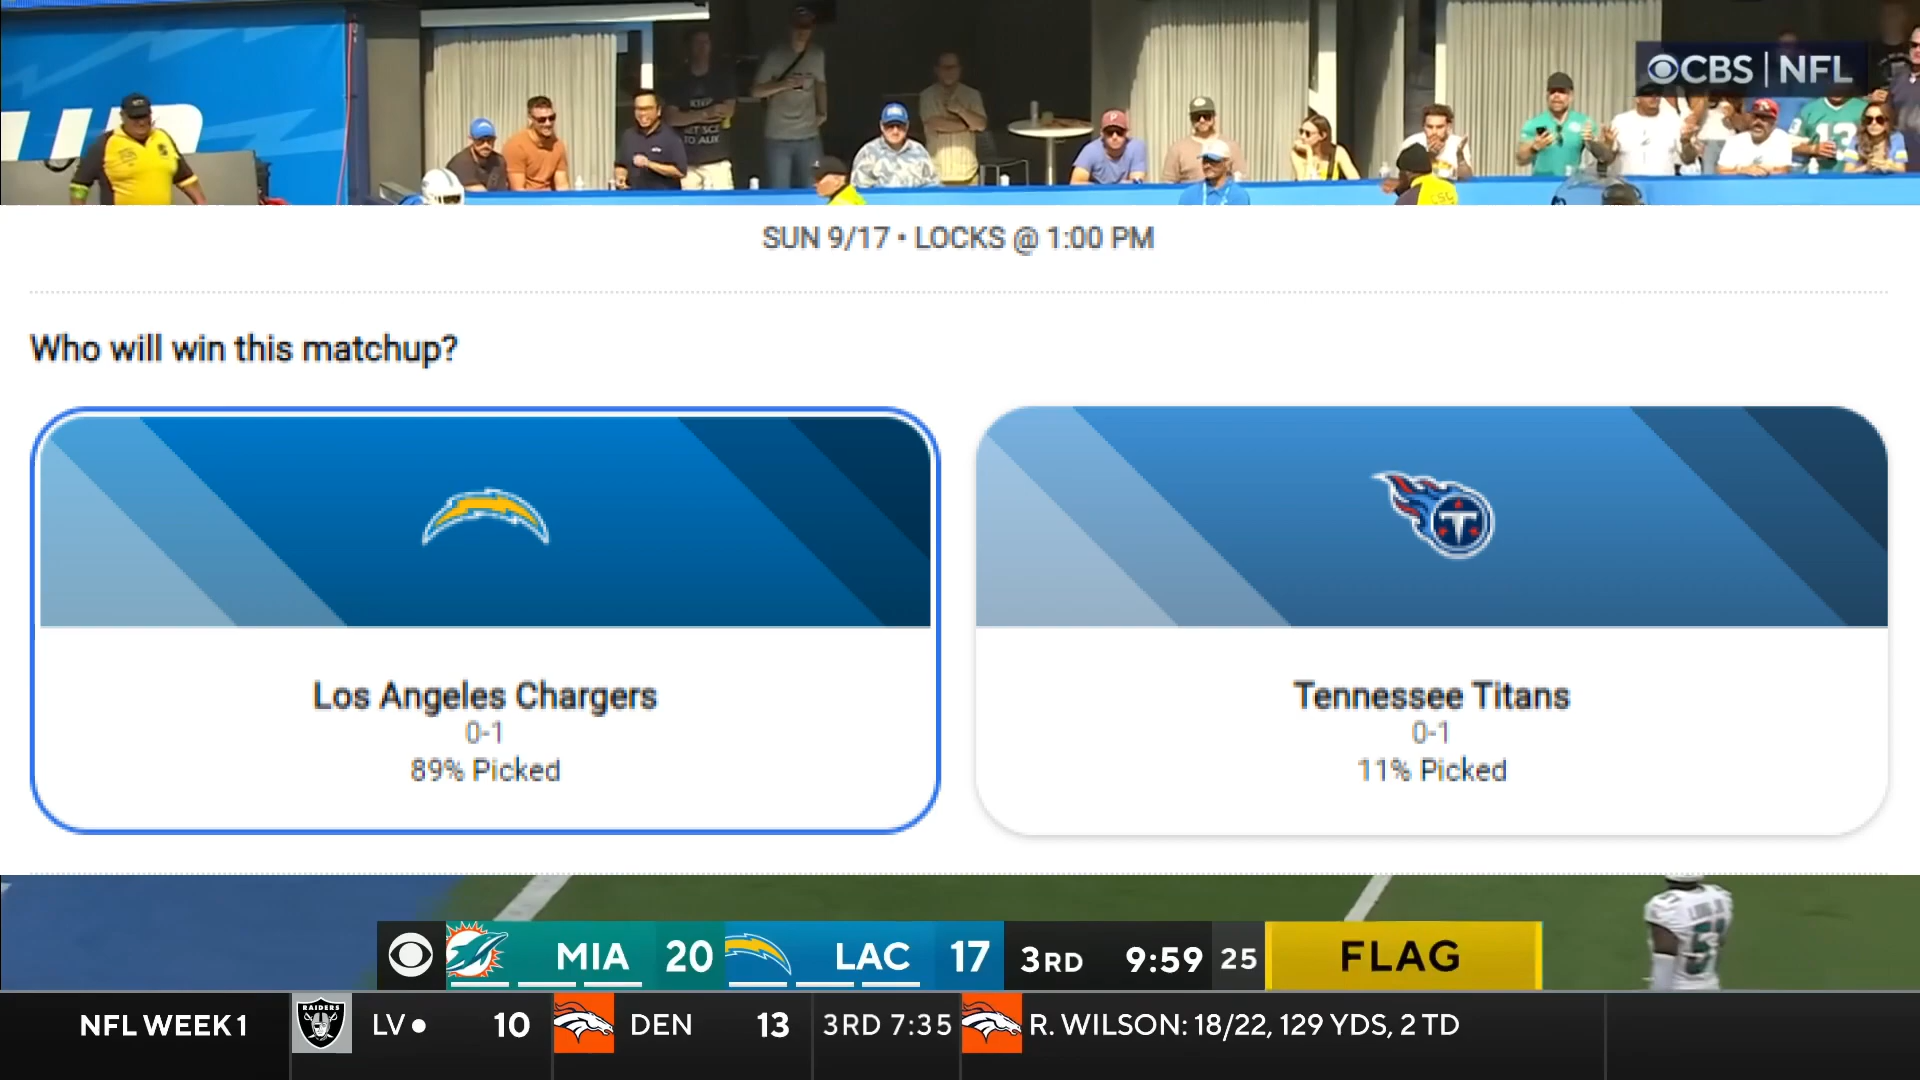 CBS | NFL
13
SUN 9/17 • LOCKS @ 1:00 PM
Who will win this matchup?
Los Angeles Chargers
0-1
89% Picked
Tennessee Titans
0-1
11% Picked
MIA 20 LAC 17 3RD 9:59 25 FLAG
NFL WEEK 1 RAIDERS LV 10 DEN 13 3RD 7:35 R. WILSON: 18/22, 129 YDS, 2 TD